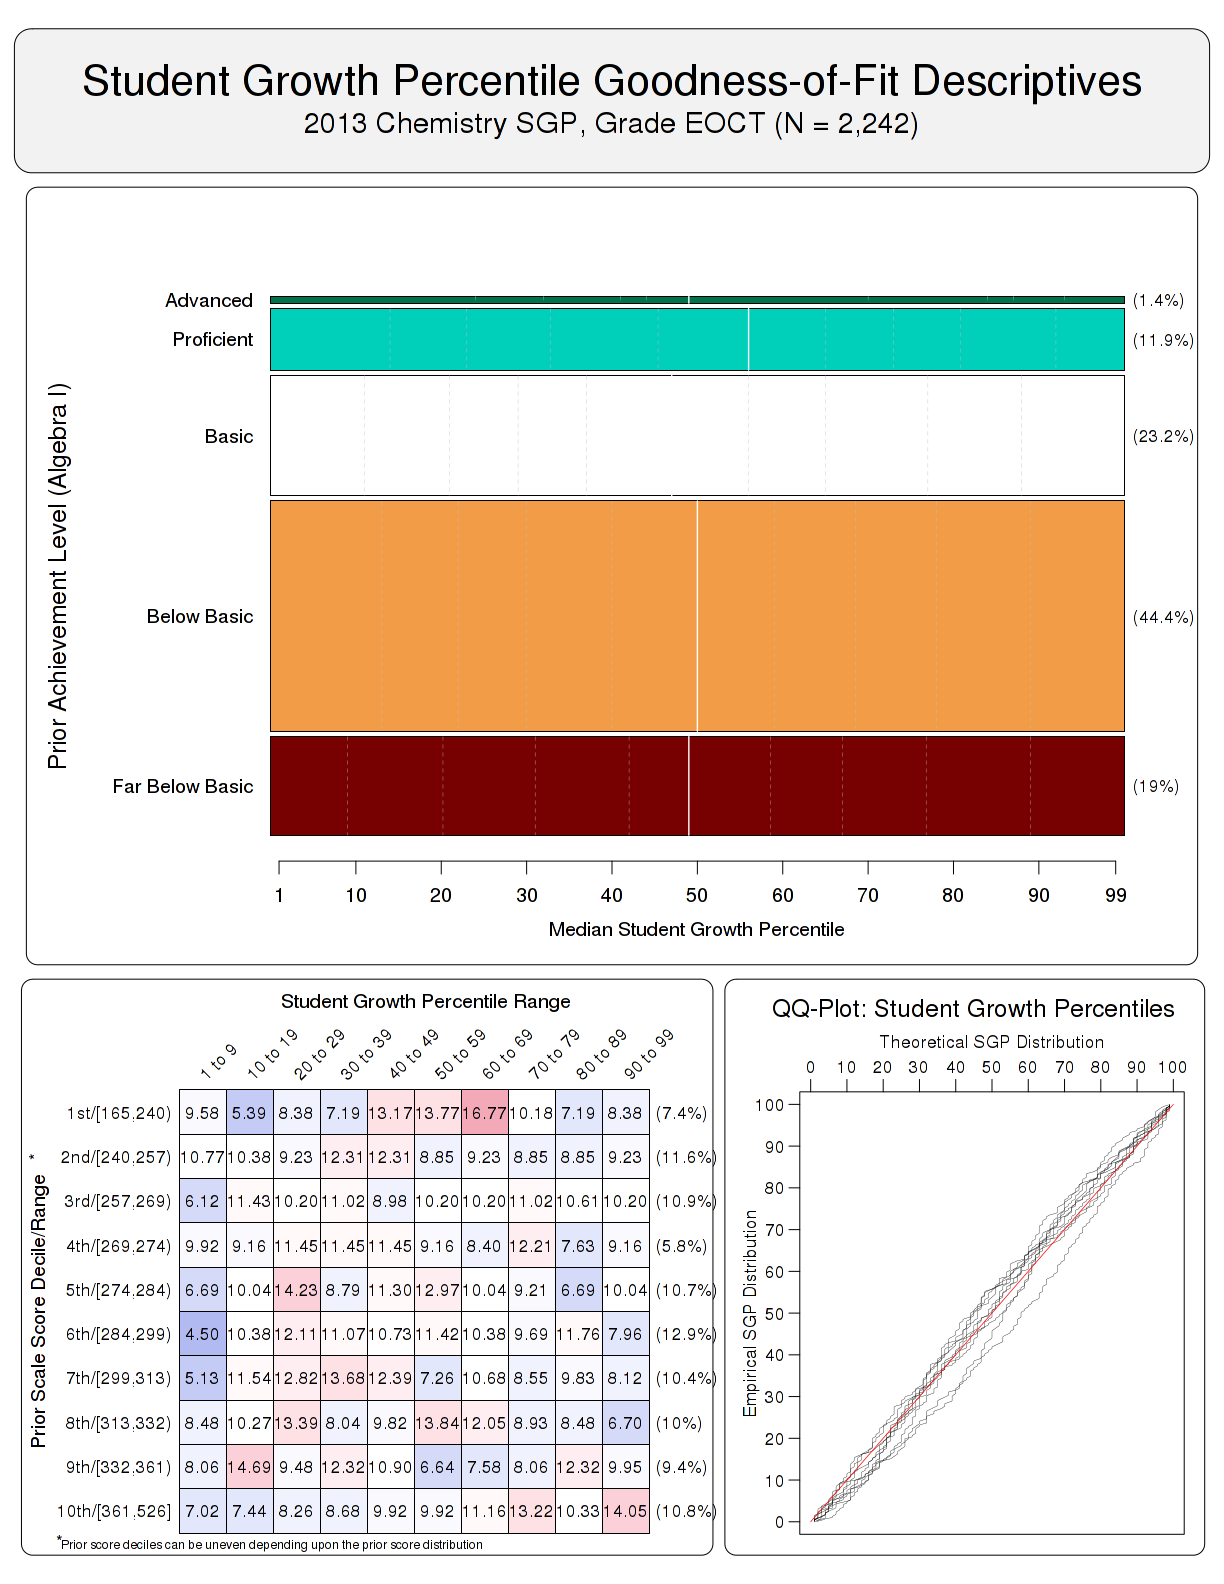 Student Growth Percentile Goodness-of-Fit Descriptives
2013 Chemistry SGP, Grade EOCT (N = 2,242)
Prior Achievement Level (Algebra I)
Advanced (1.4%)
Proficient (11.9%)
Basic (23.2%)
Below Basic (44.4%)
Far Below Basic (19%)
1 10 20 30 40 50 60 70 80 90 99
Median Student Growth Percentile
Student Growth Percentile Range
1 to 9 10 to 19 20 to 29 30 to 39 40 to 49 50 to 59 60 to 69 70 to 79 80 to 89 90 to 99
Prior Scale Score Decile/Range *
1st/[165,240) 9.58 5.39 8.38 7.19 13.17 13.77 16.77 10.18 7.19 8.38 (7.4%)
2nd/[240,257) 10.77 10.38 9.23 12.31 12.31 8.85 9.23 8.85 8.85 9.23 (11.6%)
3rd/[257,269) 6.12 11.43 10.20 11.02 8.98 10.20 10.20 11.02 10.61 10.20 (10.9%)
4th/[269,274) 9.92 9.16 11.45 11.45 11.45 9.16 8.40 12.21 7.63 9.16 (5.8%)
5th/[274,284) 6.69 10.04 14.23 8.79 11.30 12.97 10.04 9.21 6.69 10.04 (10.7%)
6th/[284,299) 4.50 10.38 12.11 11.07 10.73 11.42 10.38 9.69 11.76 7.96 (12.9%)
7th/[299,313) 5.13 11.54 12.82 13.68 12.39 7.26 10.68 8.55 9.83 8.12 (10.4%)
8th/[313,332) 8.48 10.27 13.39 8.04 9.82 13.84 12.05 8.93 8.48 6.70 (10%)
9th/[332,361) 8.06 14.69 9.48 12.32 10.90 6.64 7.58 8.06 12.32 9.95 (9.4%)
10th/[361,526] 7.02 7.44 8.26 8.68 9.92 9.92 11.16 13.22 10.33 14.05 (10.8%)
*Prior score deciles can be uneven depending upon the prior score distribution
QQ-Plot: Student Growth Percentiles
Theoretical SGP Distribution
0 10 20 30 40 50 60 70 80 90 100
Empirical SGP Distribution
100
90
80
70
60
50
40
30
20
10
0